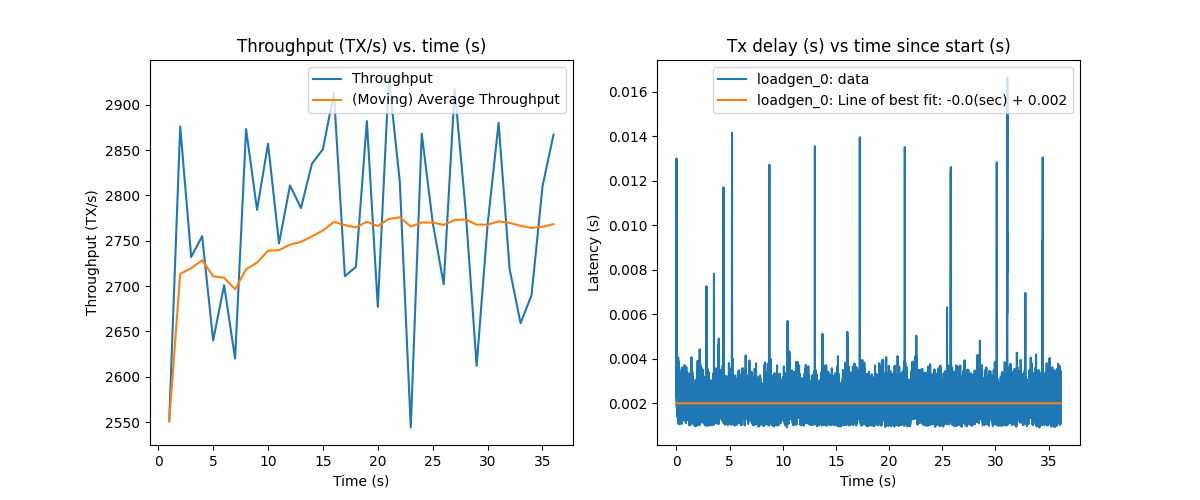 Throughput (TX/s) vs. time (s)
Throughput
(Moving) Average Throughput
2900
2850
2800
2750
2700
2650
2600
2550
Throughput (TX/s)
0 5 10 15 20 25 30 35
Time (s)
Tx delay (s) vs time since start (s)
loadgen_0: data
loadgen_0: Line of best fit: -0.0(sec) + 0.002
0.016
0.014
0.012
0.010
0.008
0.006
0.004
0.002
Latency (s)
0 5 10 15 20 25 30 35
Time (s)